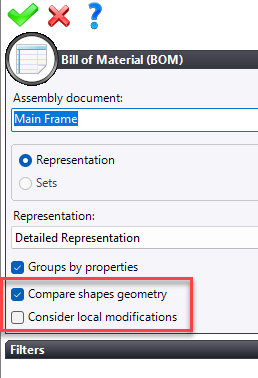 ?
Bill of Material (BOM)
Assembly document:
Main Frame
Representation
Sets
Representation:
Detailed Representation
Groups by properties
Compare shapes geometry
Consider local modifications
Filters